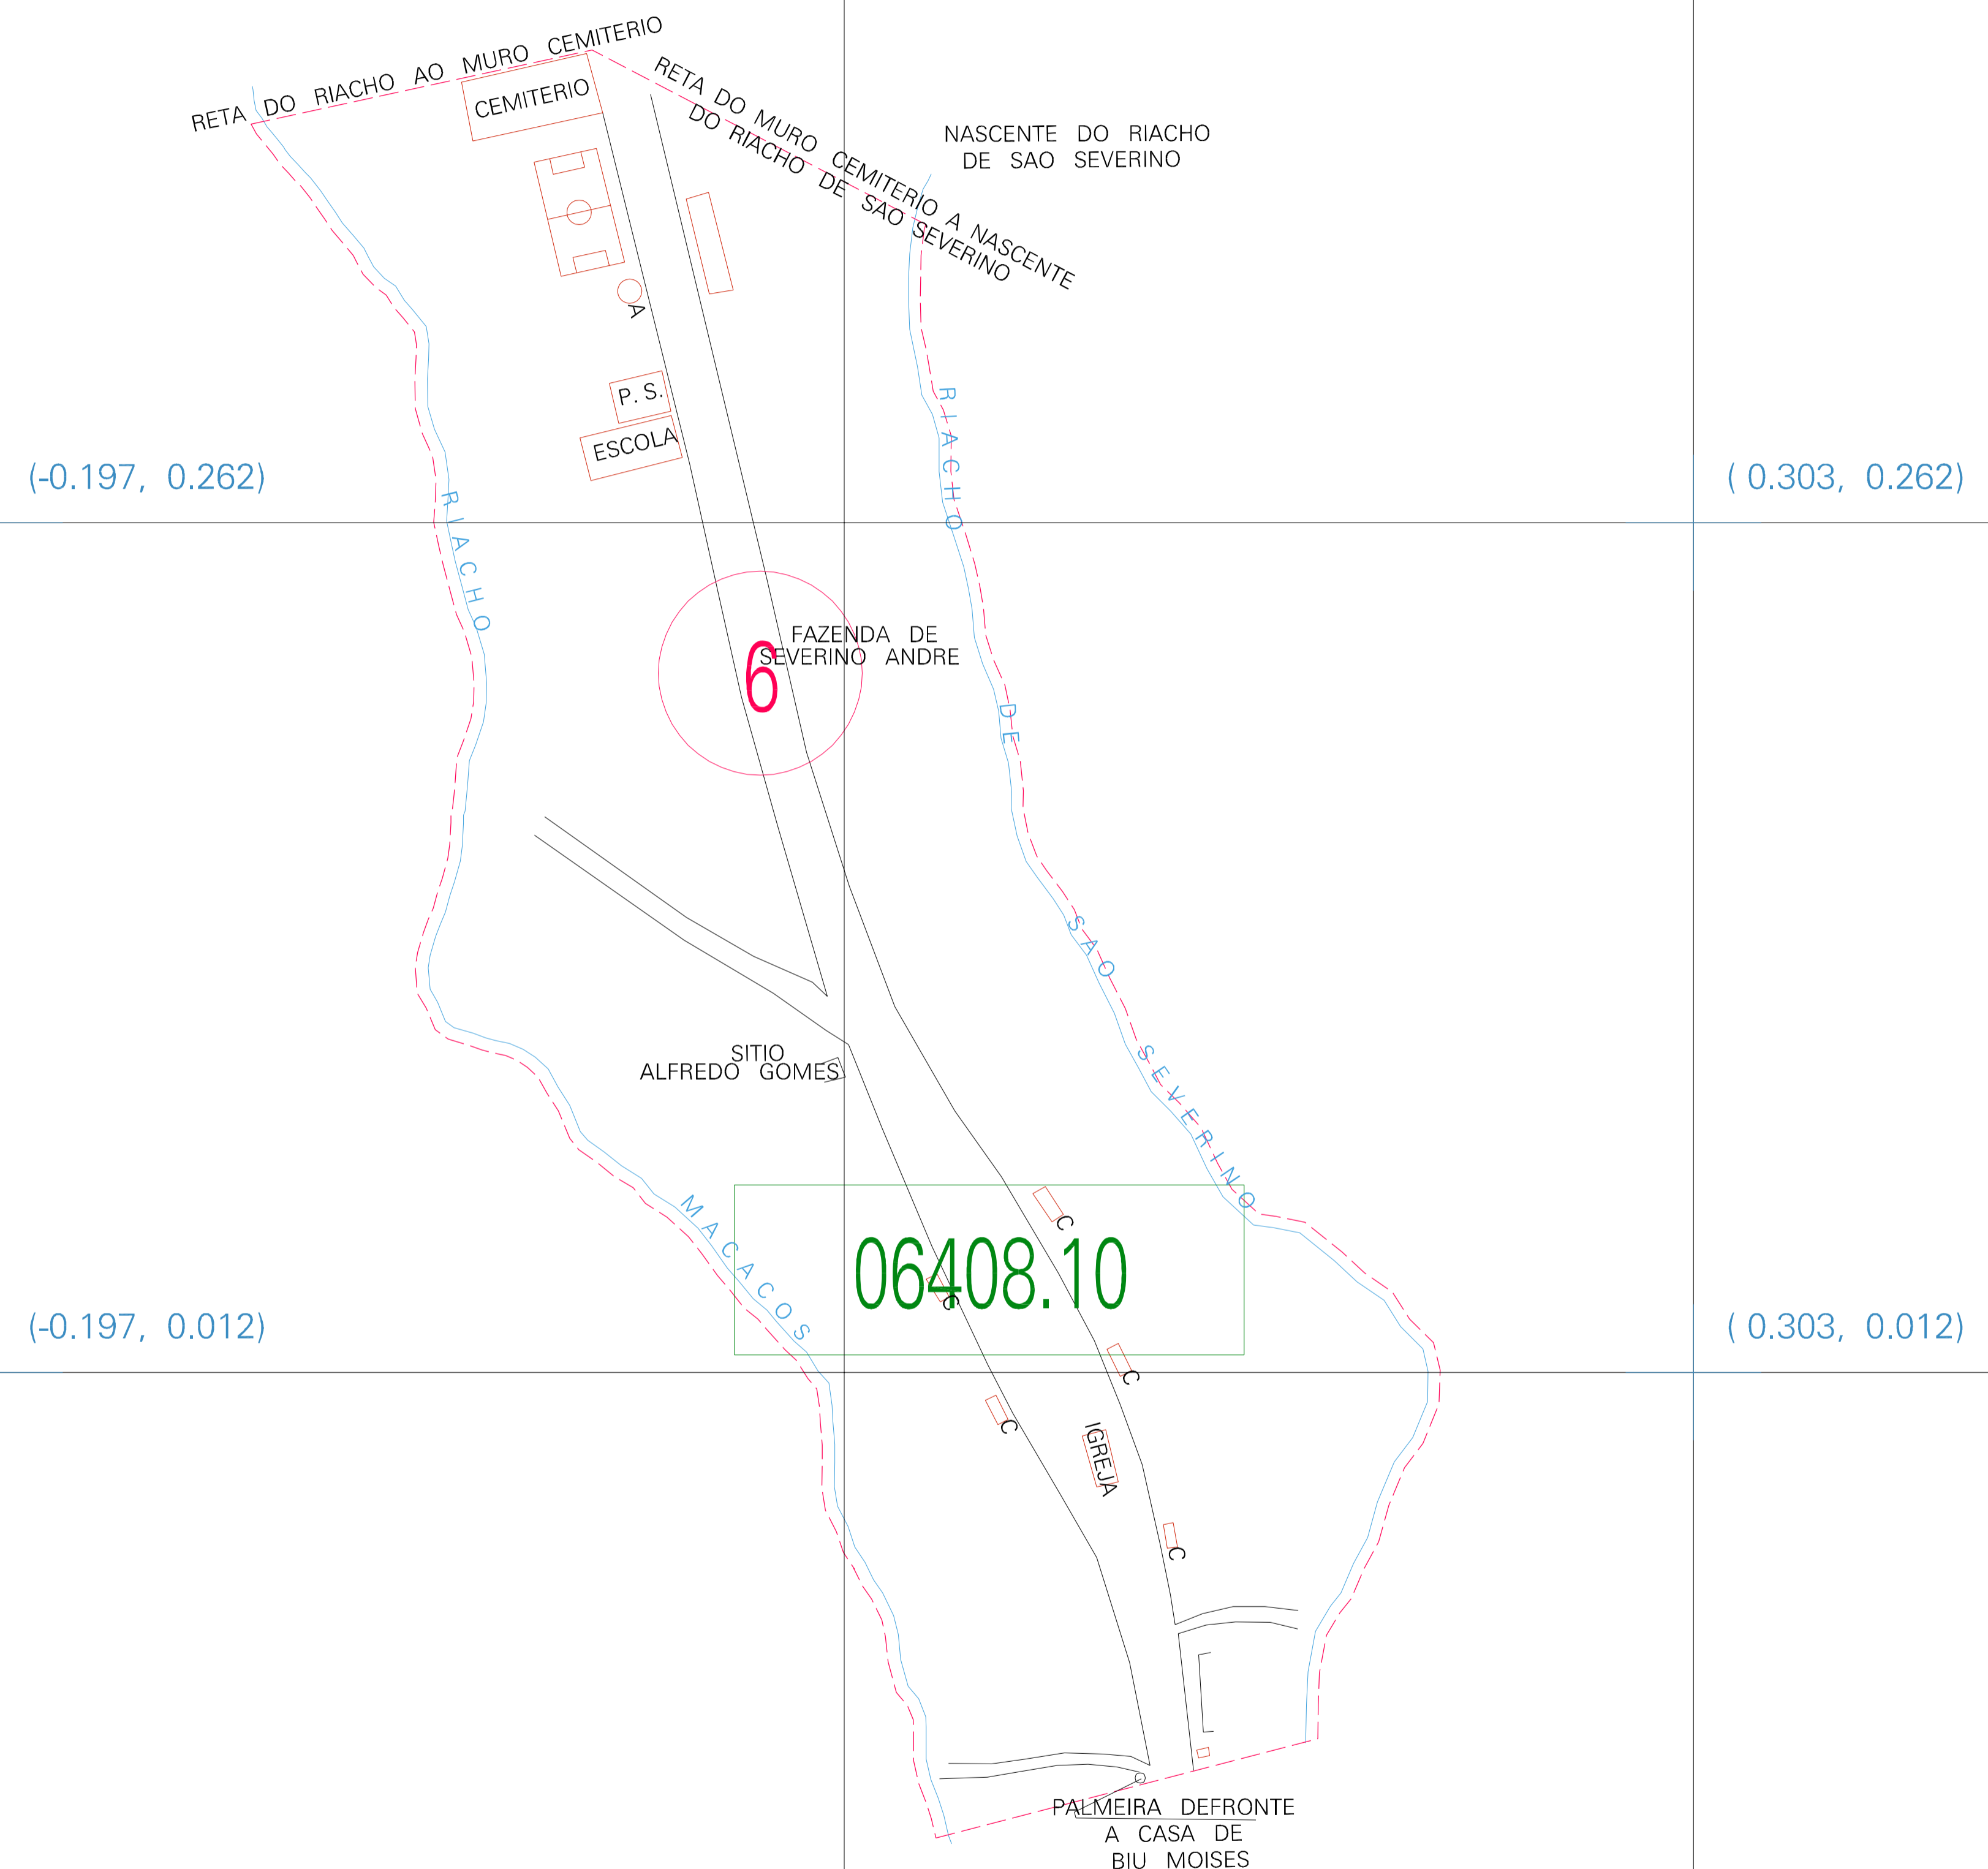 RETA DO RIACHO AO MURO CEMITERIO
CEMITERIO
RETA DO MURO CEMITERIO A NASCENTE
DO RIACHO DE SAO SEVERINO
NASCENTE DO RIACHO
DE SAO SEVERINO
A
P. S.
ESCOLA
(-0.197, 0.262)
( 0.303, 0.262)
RIACHO
RIACHO DE SAO SEVERINO
FAZENDA DE
SEVERINO ANDRE
6
SITIO
ALFREDO GOMES
MACACOS
C
06408.10
C
(-0.197, 0.012)
( 0.303, 0.012)
C
C
IGREJA
C
PALMEIRA DEFRONTE
A CASA DE
BIU MOISES